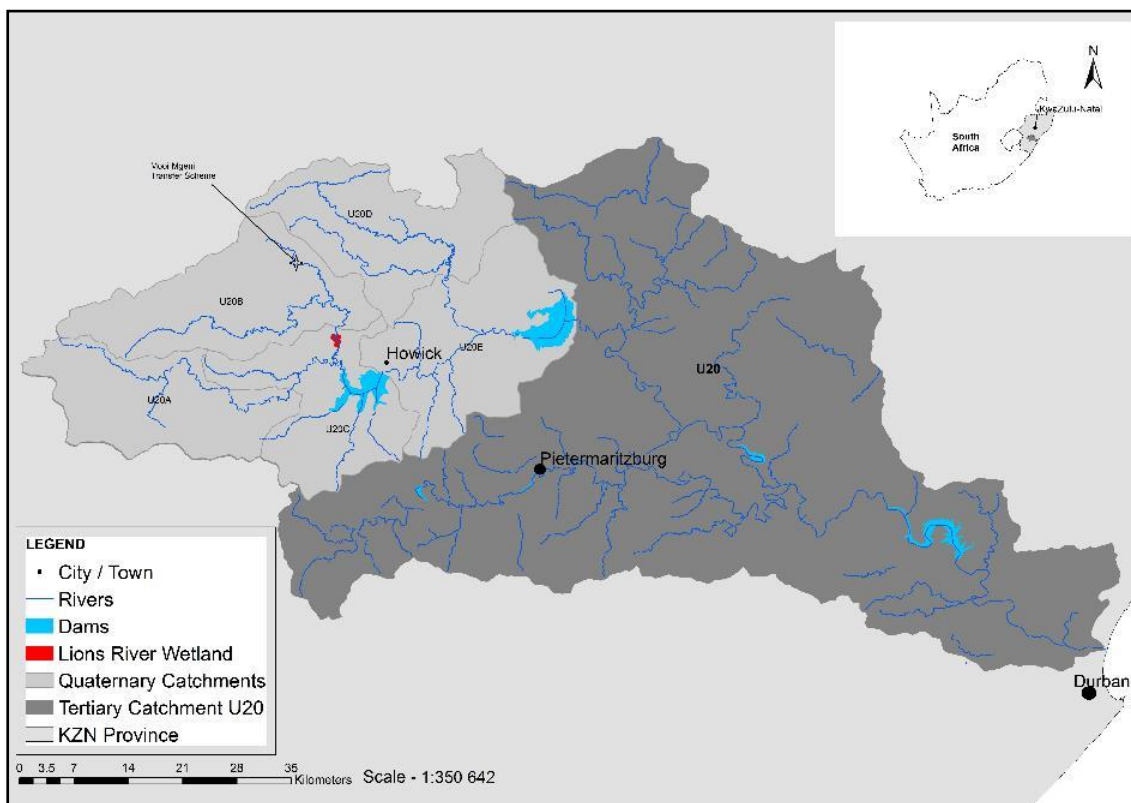 N
KwaZulu-Natal
South
Africa
Mooi Mgeni
Transfer Scheme
U20D
U20B
Howick
U20E
U20A
U20C
U20
Pietermaritzburg
LEGEND
City / Town
Rivers
Dams
Lions River Wetland
Quaternary Catchments
Tertiary Catchment U20
KZN Province
Durban
0 3.5 7 14 21 28 35
Kilometers
Scale - 1:350 642